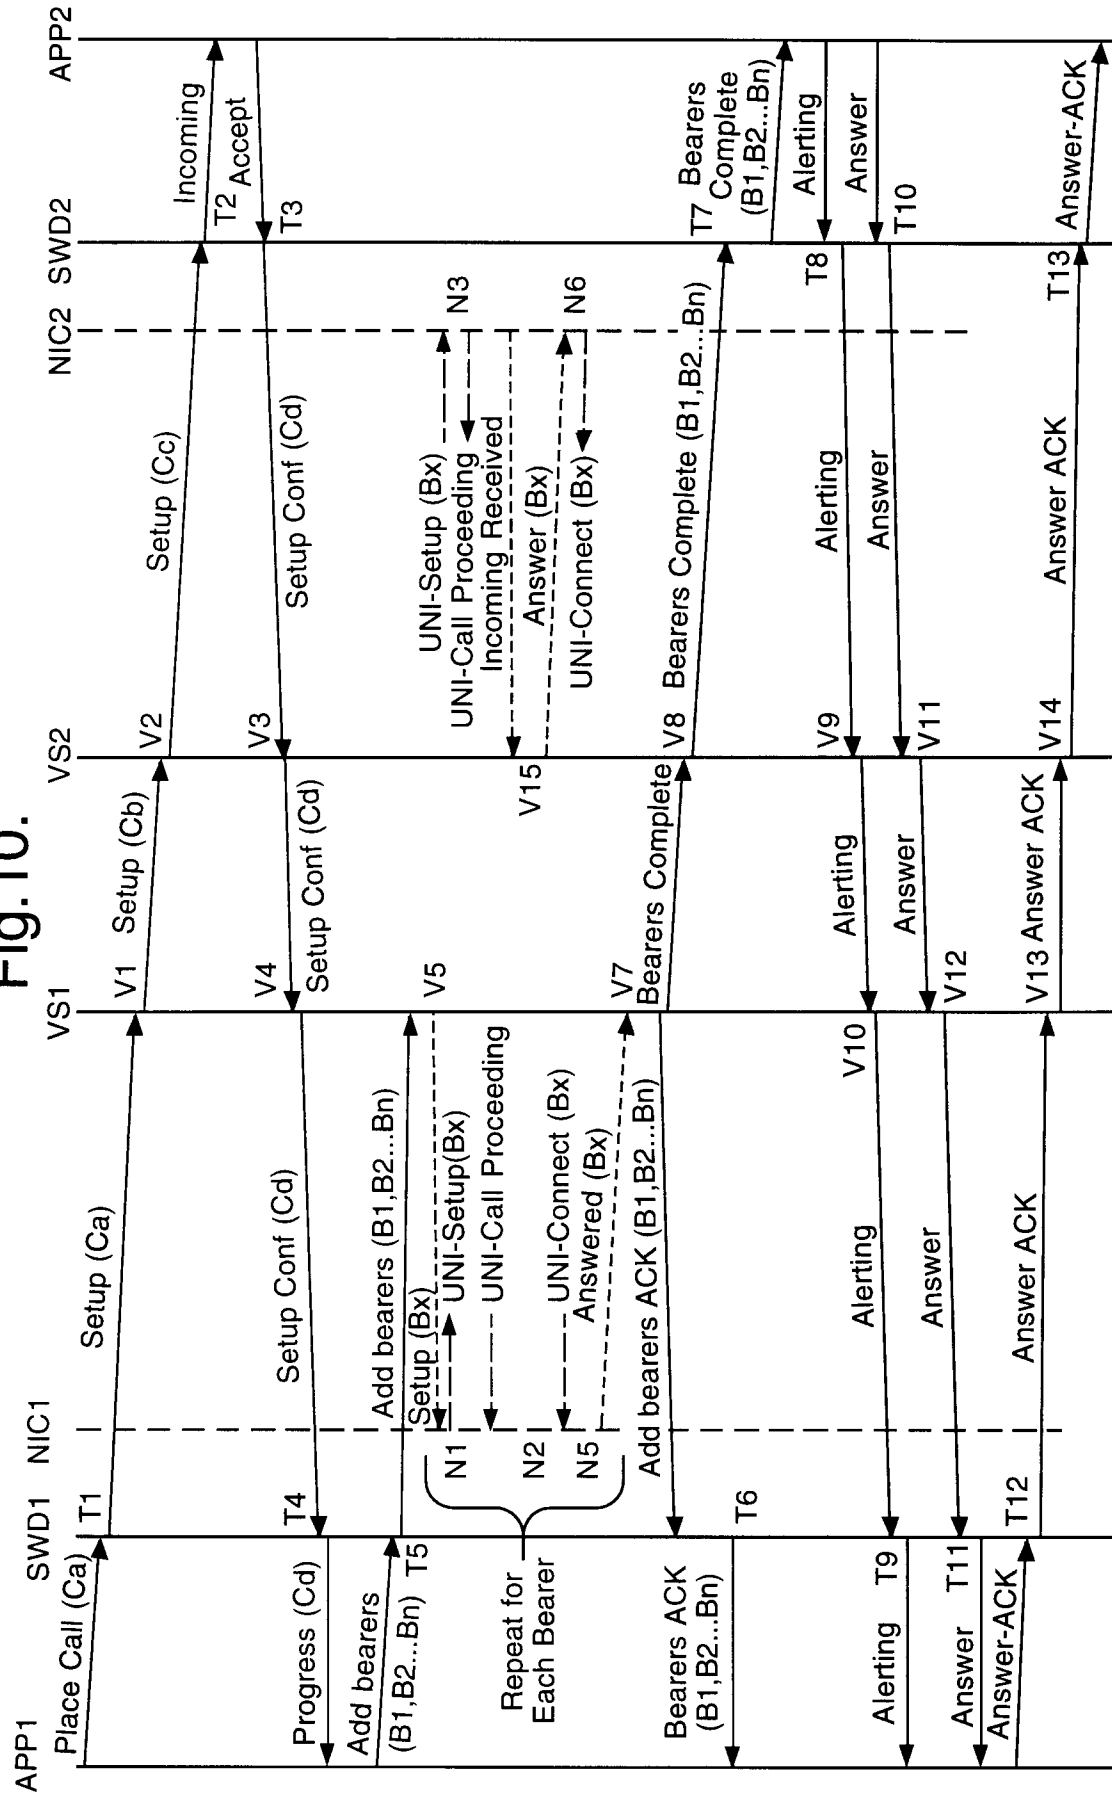 Fig.10.
APP1
SWD1
NIC1
VS1
VS2
NIC2
SWD2
APP2
Place Call (Ca)
T1
Setup (Ca)
V1
Setup (Cb)
V2
Setup (Cc)
Incoming
T2
Accept
T3
Setup Conf (Cd)
V3
Setup Conf (Cd)
V4
Setup Conf (Cd)
T4
Progress (Cd)
Add bearers
(B1,B2...Bn)
T5
Add bearers (B1,B2...Bn)
V5
Setup (Bx)
N1
UNI-Setup(Bx)
UNI-Call Proceeding
N2
UNI-Connect (Bx)
N5
Answered (Bx)
Repeat for
Each Bearer
UNI-Setup (Bx)
N3
UNI-Call Proceeding
Incoming Received
V15
Answer (Bx)
N6
UNI-Connect (Bx)
V7
Bearers Complete
V8
Bearers Complete (B1,B2...Bn)
T7
Bearers
Complete
(B1,B2...Bn)
Add bearers ACK (B1,B2...Bn)
T6
Bearers ACK
(B1,B2...Bn)
Alerting
T8
Alerting
V9
Alerting
V10
Alerting
T9
Alerting
Answer
T10
Answer
V11
Answer
V12
Answer
T11
Answer
Answer-ACK
T12
Answer ACK
V13
Answer ACK
V14
Answer ACK
T13
Answer-ACK